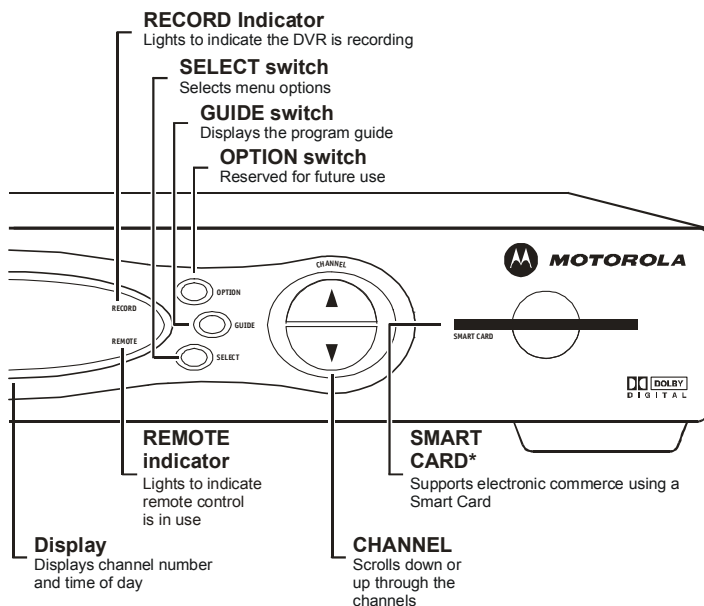 RECORD Indicator
Lights to indicate the DVR is recording
SELECT switch
Selects menu options
GUIDE switch
Displays the program guide
OPTION switch
Reserved for future use
CHANNEL
MOTOROLA
OPTION
RECORD
GUIDE
REMOTE
SELECT
SMART CARD
DOLBY
DIGITAL
REMOTE
indicator
Lights to indicate
remote control
is in use
SMART
CARD*
Supports electronic commerce using a
Smart Card
Display
Displays channel number
and time of day
CHANNEL
Scrolls down or
up through the
channels